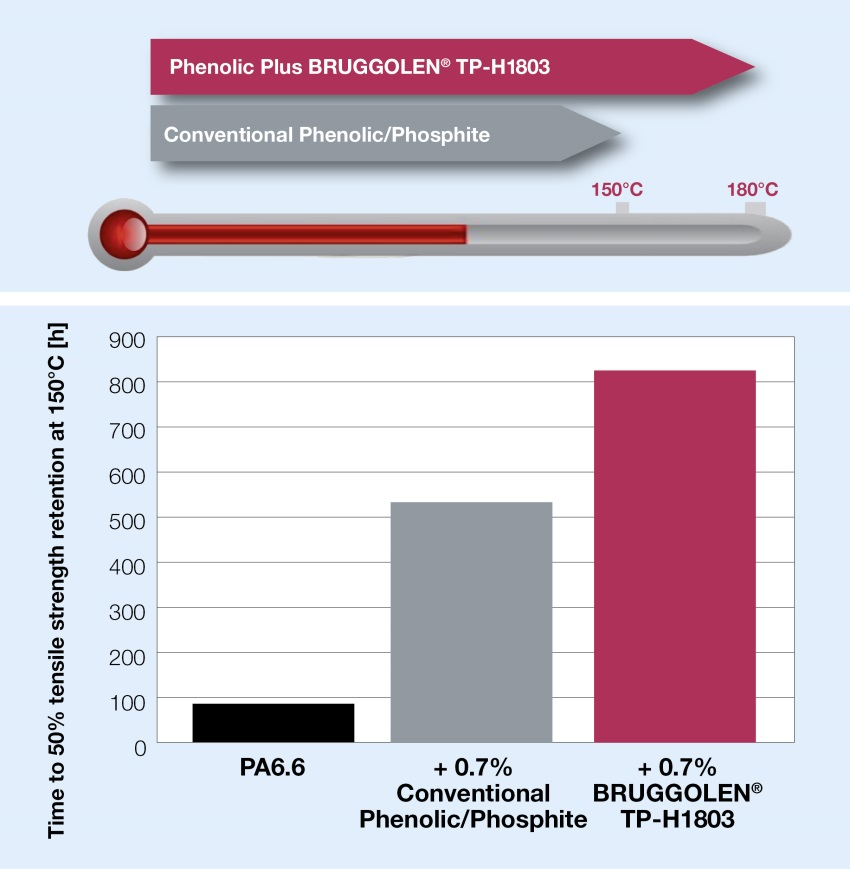 Phenolic Plus BRUGGOLEN® TP-H1803
Conventional Phenolic/Phosphite
150°C 180°C
Time to 50% tensile strength retention at 150°C [h]
900
800
700
600
500
400
300
200
100
0
PA6.6
+ 0.7%
Conventional
Phenolic/Phosphite
+ 0.7%
BRUGGOLEN®
TP-H1803